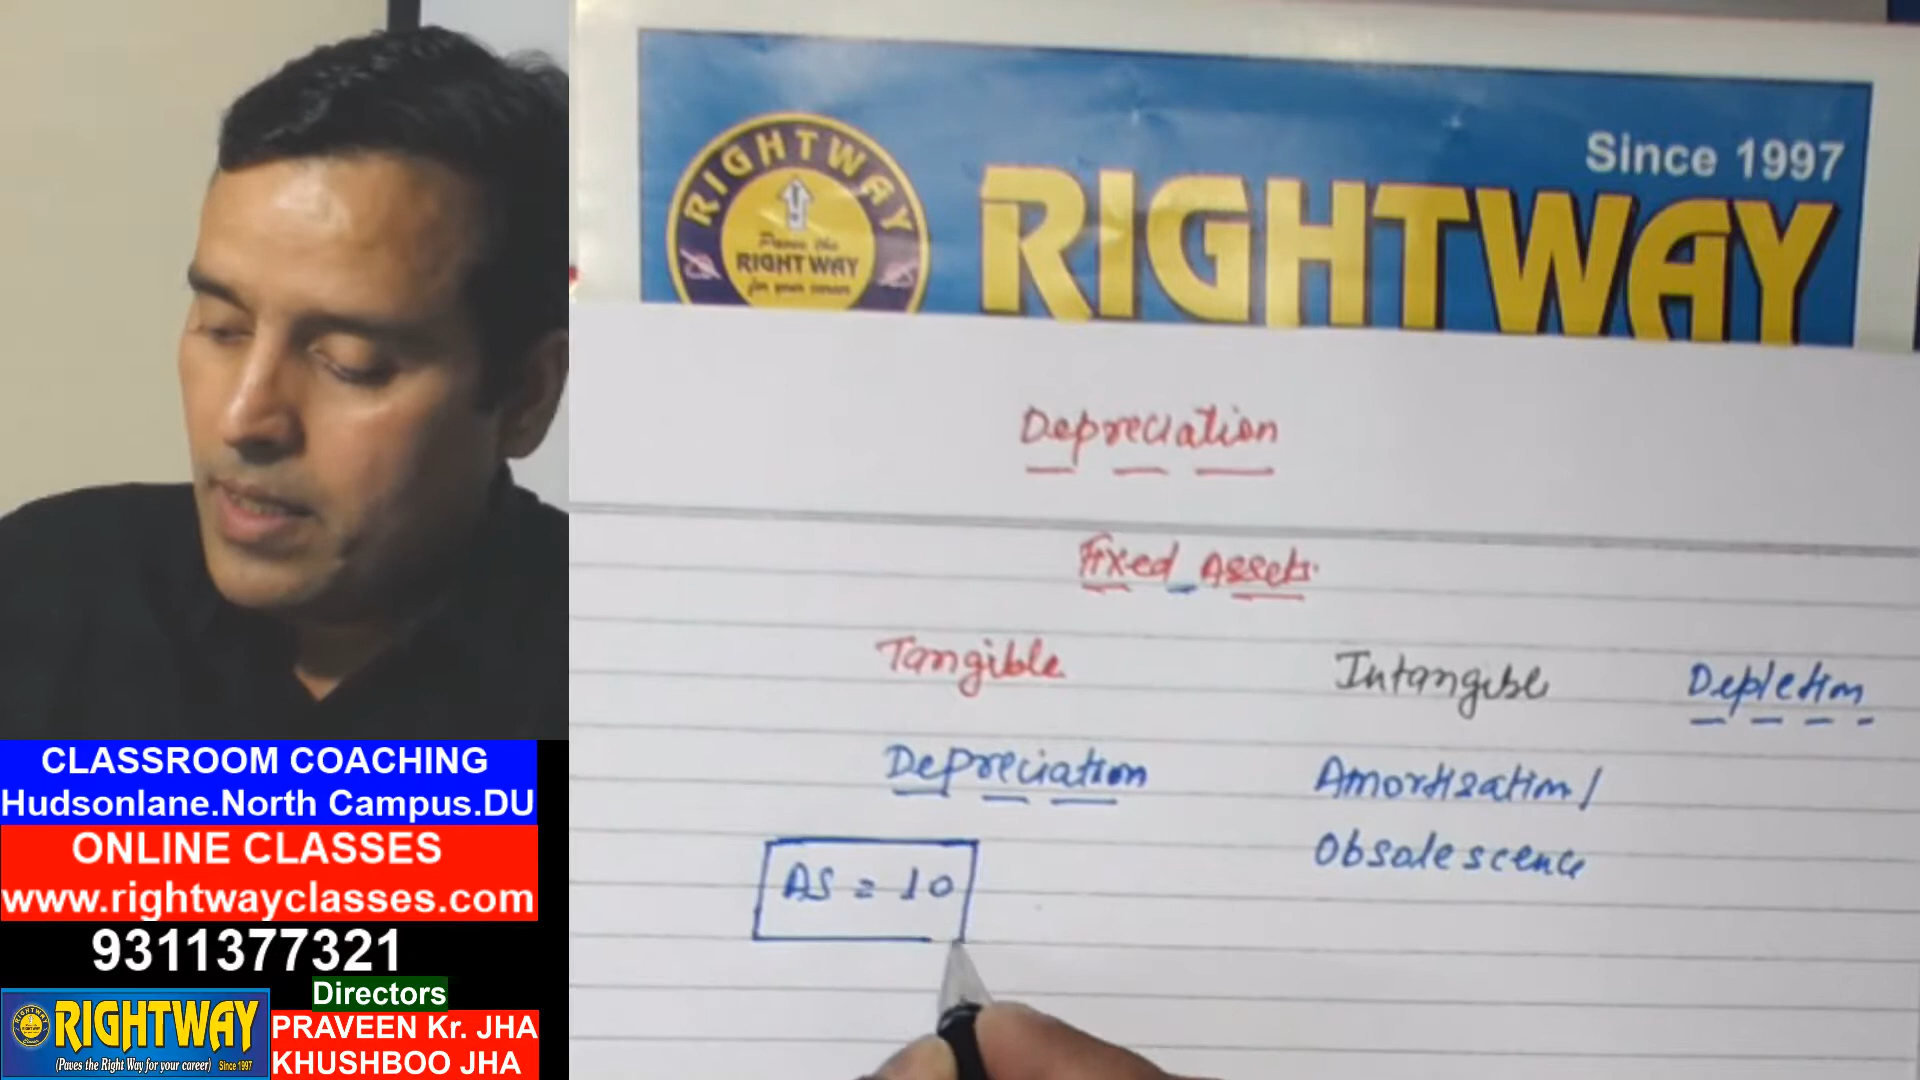 Since 1997
RIGHTWAY
RIGHTWAY
Paves the
RIGHT WAY
for your career
Depreciation
Fixed Assets.
Tangible Intangible Depletion
Depreciation Amortisation/
Obsolescence
AS = 10
CLASSROOM COACHING
Hudsonlane.North Campus.DU
ONLINE CLASSES
www.rightwayclasses.com
9311377321
Directors
PRAVEEN Kr. JHA
KHUSHBOO JHA
RIGHTWAY
(Paves the Right Way for your career) Since 1997